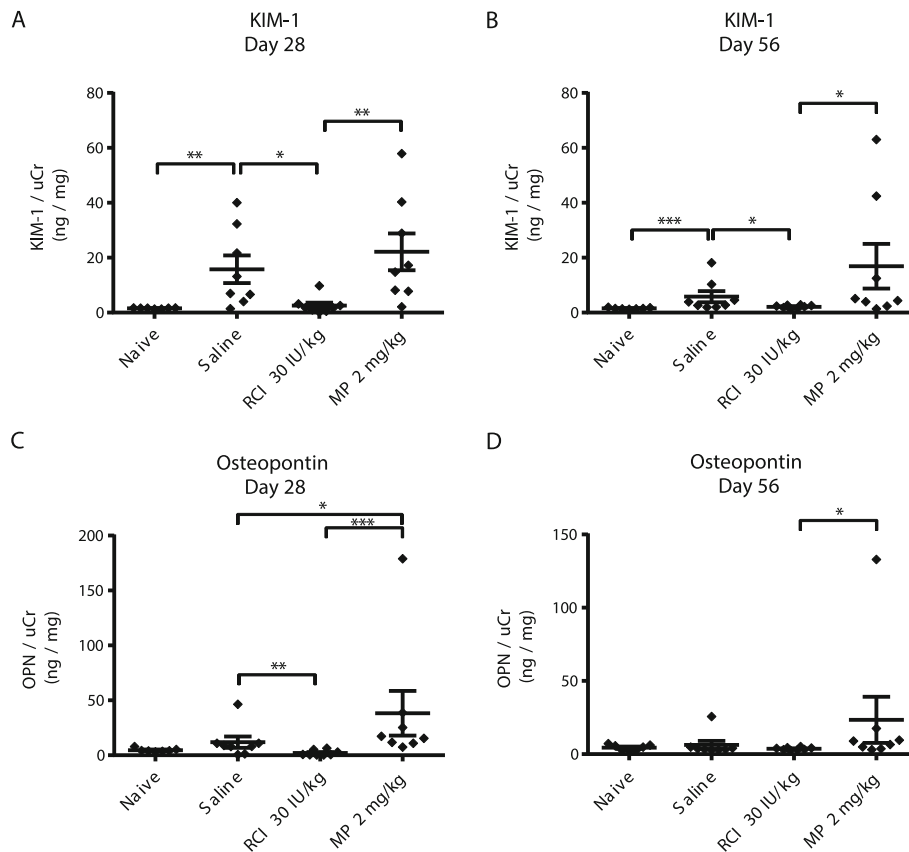 A
KIM-1
Day 28
80
60
40
20
0
KIM-1 / uCr
(ng / mg)
**
*
**
Naive
Saline
RCI 30 IU/kg
MP 2 mg/kg
B
KIM-1
Day 56
80
60
40
20
0
KIM-1 / uCr
(ng / mg)
***
*
*
Naive
Saline
RCI 30 IU/kg
MP 2 mg/kg
C
Osteopontin
Day 28
200
150
100
50
0
OPN / uCr
(ng / mg)
*
***
**
Naive
Saline
RCI 30 IU/kg
MP 2 mg/kg
D
Osteopontin
Day 56
150
100
50
0
OPN / uCr
(ng / mg)
*
Naive
Saline
RCI 30 IU/kg
MP 2 mg/kg